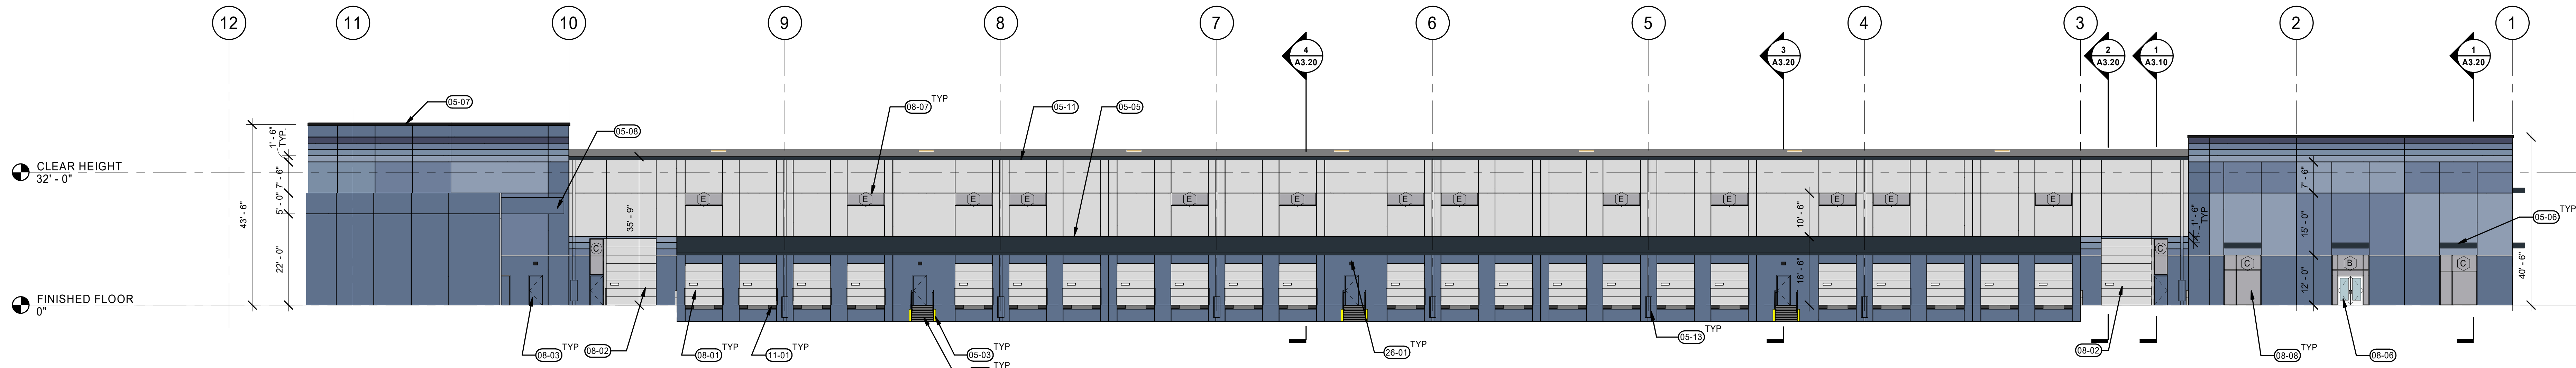 12
11
10
9
8
7
6
5
4
3
2
1
4
A3.20
3
A3.20
2
A3.20
1
A3.10
1
A3.20
05-07
08-07 TYP
05-11
05-05
05-08
CLEAR HEIGHT
32' - 0"
FINISHED FLOOR
0"
43' - 6"
1' - 6"
TYP.
7' - 6"
5' - 0"
22' - 0"
35' - 9"
E
E
E
E
E
E
E
E
E
E
E
E
E
E
10' - 6"
16' - 6"
1' - 6"
TYP
7' - 6"
15' - 0"
12' - 0"
40' - 6"
05-06 TYP
C
C
C
B
C
08-03 TYP
08-02
08-01 TYP
11-01 TYP
05-03 TYP
TYP
26-01 TYP
05-13 TYP
08-02
08-08 TYP
08-06